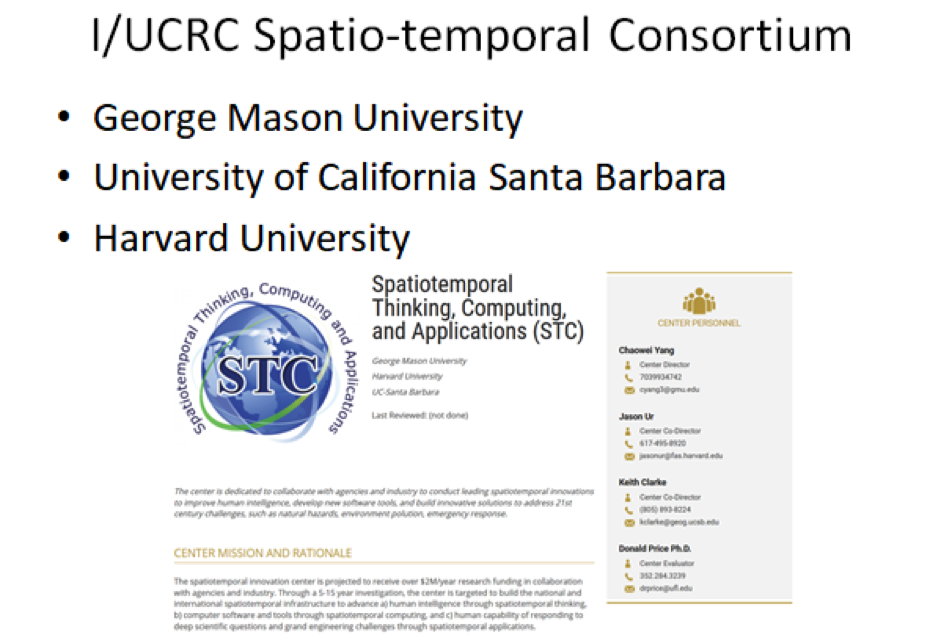 I/UCRC Spatio-temporal Consortium
• George Mason University
• University of California Santa Barbara
• Harvard University
Spatiotemporal Thinking, Computing and Applications
STC
Spatiotemporal
Thinking, Computing,
and Applications (STC)
George Mason University
Harvard University
UC-Santa Barbara
Last Reviewed: (not done)
The center is dedicated to collaborate with agencies and industry to conduct leading spatiotemporal innovations
to improve human intelligence, develop new software tools, and build innovative solutions to address 21st
century challenges, such as natural hazards, environment polution, emergency response.
CENTER MISSION AND RATIONALE
The spatiotemporal innovation center is projected to receive over $2M/year research funding in collaboration
with agencies and industry. Through a 5-15 year investigation, the center is targeted to build the national and
international spatiotemporal infrastructure to advance a) human intelligence through spatiotemporal thinking,
b) computer software and tools through spatiotemporal computing, and c) human capability of responding to
deep scientific questions and grand engineering challenges through spatiotemporal applications.
CENTER PERSONNEL
Chaowei Yang
Center Director
7039934742
cyang3@gmu.edu
Jason Ur
Center Co-Director
617-495-8920
jasonur@fas.harvard.edu
Keith Clarke
Center Co-Director
(805) 893-8224
kclarke@geog.ucsb.edu
Donald Price Ph.D.
Center Evaluator
352.284.3239
drprice@ufl.edu